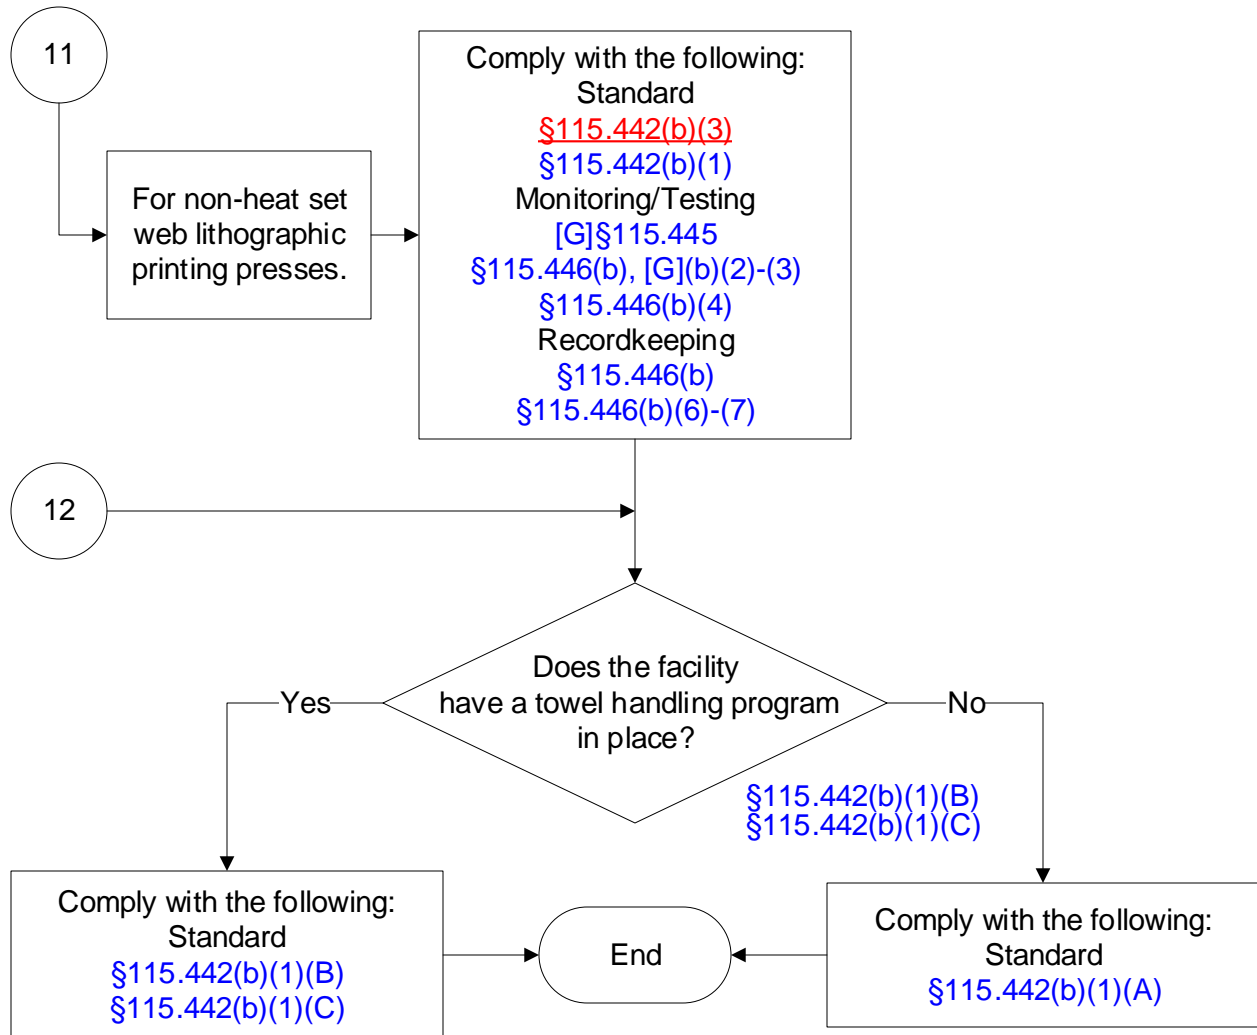 11
For non-heat set
web lithographic
printing presses.
Comply with the following:
Standard
§115.442(b)(3)
§115.442(b)(1)
Monitoring/Testing
[G]§115.445
§115.446(b), [G](b)(2)-(3)
§115.446(b)(4)
Recordkeeping
§115.446(b)
§115.446(b)(6)-(7)
12
Does the facility
have a towel handling program
in place?
Yes
No
§115.442(b)(1)(B)
§115.442(b)(1)(C)
Comply with the following:
Standard
§115.442(b)(1)(B)
§115.442(b)(1)(C)
End
Comply with the following:
Standard
§115.442(b)(1)(A)